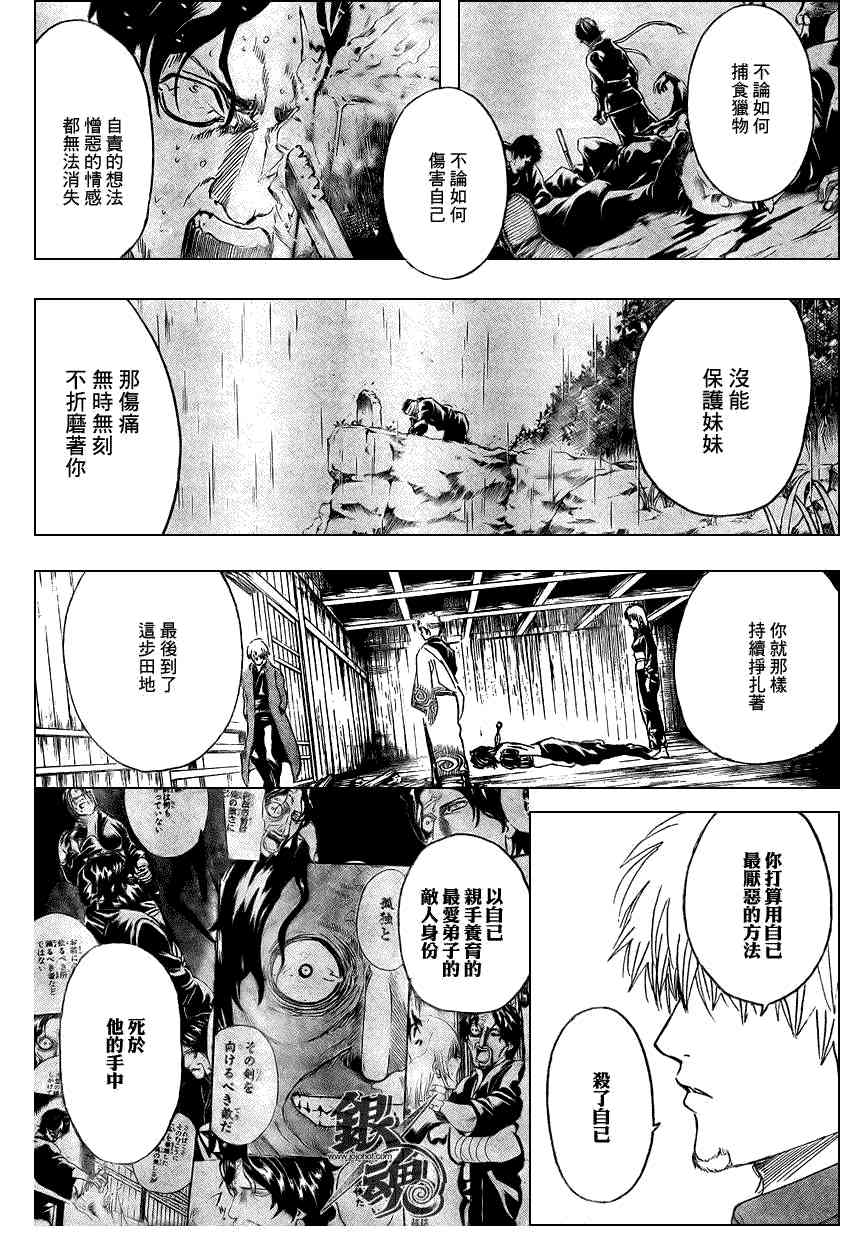 不論如何
捕食獵物
不論如何
傷害自己
自責的想法
憎惡的情感
都無法消失
沒能
保護妹妹
那傷痛
無時無刻
不折磨著你
你就那樣
持續掙扎著
最後到了
這步田地
你打算用自己
最厭惡的方法
殺了自己
以自己
親手養育的
最愛弟子的
敵人身份
死於
他的手中
孤独と
その剣を
向けるべき敵だ
銀魂
www.jojohot.com